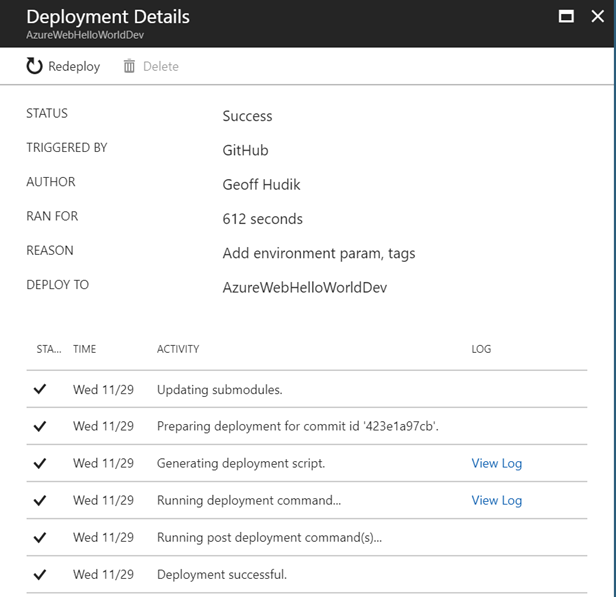 Deployment Details
AzureWebHelloWorldDev
Redeploy Delete
STATUS Success
TRIGGERED BY GitHub
AUTHOR Geoff Hudik
RAN FOR 612 seconds
REASON Add environment param, tags
DEPLOY TO AzureWebHelloWorldDev
STA... TIME ACTIVITY LOG
Wed 11/29 Updating submodules.
Wed 11/29 Preparing deployment for commit id '423e1a97cb'.
Wed 11/29 Generating deployment script. View Log
Wed 11/29 Running deployment command... View Log
Wed 11/29 Running post deployment command(s)...
Wed 11/29 Deployment successful.